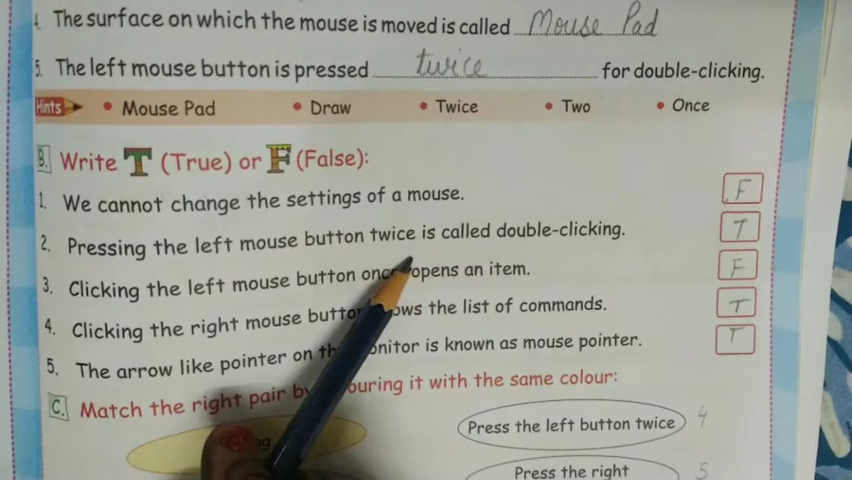 4. The surface on which the mouse is moved is called Mouse Pad
5. The left mouse button is pressed twice for double-clicking.
Hints • Mouse Pad • Draw • Twice • Two • Once
B. Write T (True) or F (False):
1. We cannot change the settings of a mouse. F
2. Pressing the left mouse button twice is called double-clicking. T
3. Clicking the left mouse button once opens an item. F
4. Clicking the right mouse the list of commands. T
5. The arrow like pointer on is known as mouse pointer. T
C. Match the right pair it with the same colour:
Press the left button twice 4
Press the right 5